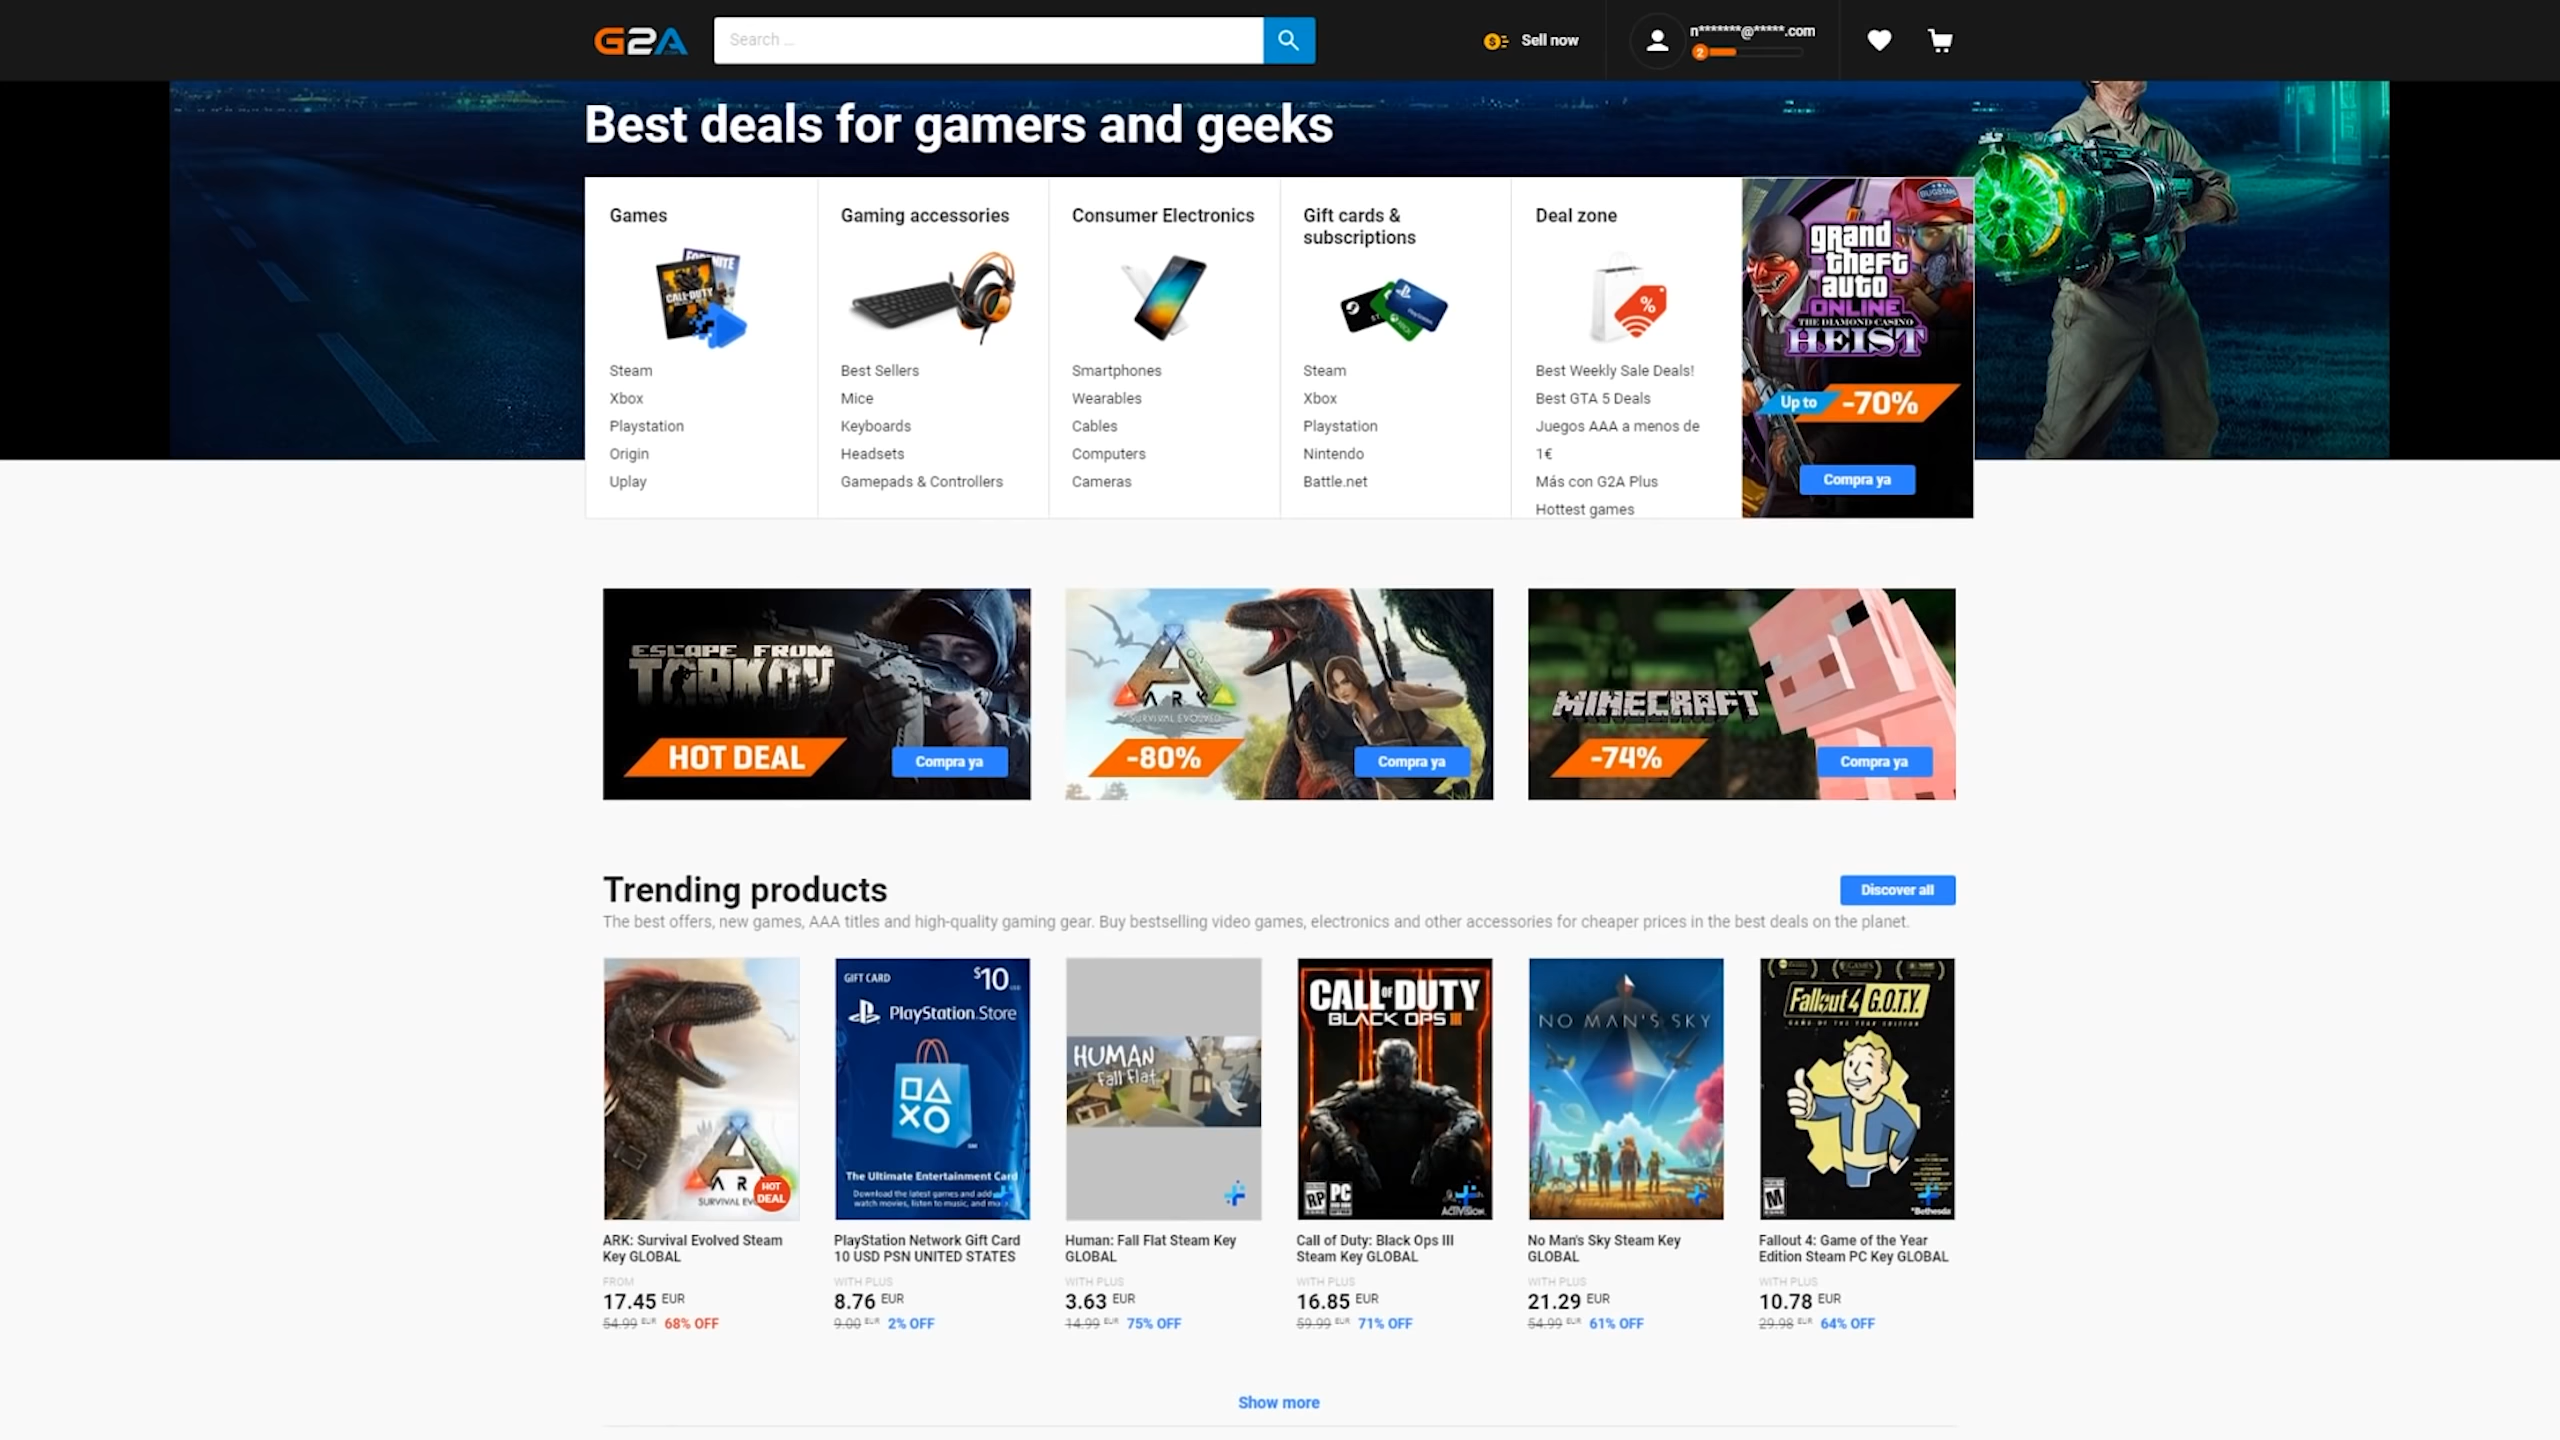 G2A
Search ...
Sell now
n*******@*****.com
2
Best deals for gamers and geeks
Games
FORTNITE
CALL OF DUTY
Steam
Xbox
Playstation
Origin
Uplay
Gaming accessories
Best Sellers
Mice
Keyboards
Headsets
Gamepads & Controllers
Consumer Electronics
Smartphones
Wearables
Cables
Computers
Cameras
Gift cards &
subscriptions
Steam
Xbox
Playstation
Nintendo
Battle.net
Deal zone
%
Best Weekly Sale Deals!
Best GTA 5 Deals
Juegos AAA a menos de
1€
Más con G2A Plus
Hottest games
grand
theft
auto
ONLINE
THE DIAMOND CASINO
HEIST
Up to -70%
Compra ya
ESCAPE FROM
TARKOV
HOT DEAL
Compra ya
ARK
SURVIVAL EVOLVED
-80%
Compra ya
MINECRAFT
-74%
Compra ya
Trending products
Discover all
The best offers, new games, AAA titles and high-quality gaming gear. Buy bestselling video games, electronics and other accessories for cheaper prices in the best deals on the planet.
AR
SURVIVAL EV
HOT
DEAL
ARK: Survival Evolved Steam
Key GLOBAL
FROM
17.45 EUR
54.99 EUR 68% OFF
GIFT CARD $10
PlayStation Store
The Ultimate Entertainment Card
Download the latest games and add
watch movies, listen to music, and
PlayStation Network Gift Card
10 USD PSN UNITED STATES
WITH PLUS
8.76 EUR
9.00 EUR 2% OFF
HUMAN
fall flat
Human: Fall Flat Steam Key
GLOBAL
WITH PLUS
3.63 EUR
14.99 EUR 75% OFF
CALL OF DUTY
BLACK OPS III
RP PC
ACTIVISION
Call of Duty: Black Ops III
Steam Key GLOBAL
WITH PLUS
16.85 EUR
59.99 EUR 71% OFF
NO MAN'S SKY
No Man's Sky Steam Key
GLOBAL
WITH PLUS
21.29 EUR
54.99 EUR 61% OFF
Fallout 4 G.O.T.Y.
GAME OF THE YEAR EDITION
M
Bethesda
Fallout 4: Game of the Year
Edition Steam PC Key GLOBAL
WITH PLUS
10.78 EUR
29.98 EUR 64% OFF
Show more